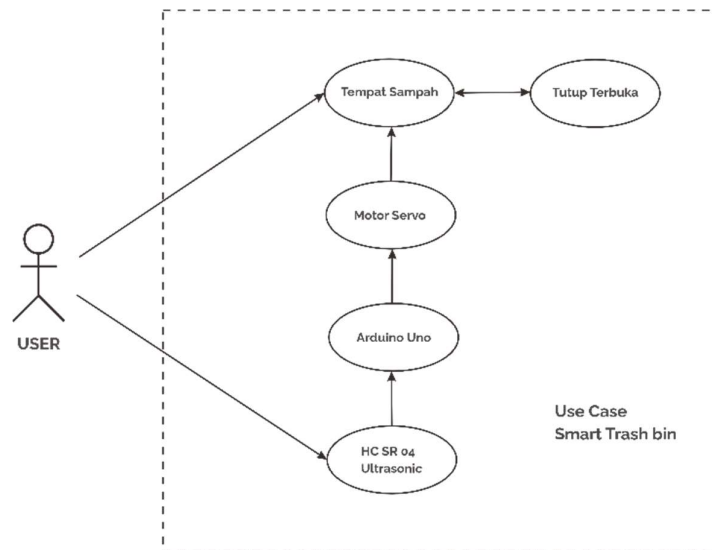 Tempat Sampah
Tutup Terbuka
Motor Servo
USER
Arduino Uno
Use Case
Smart Trash bin
HC SR 04
Ultrasonic